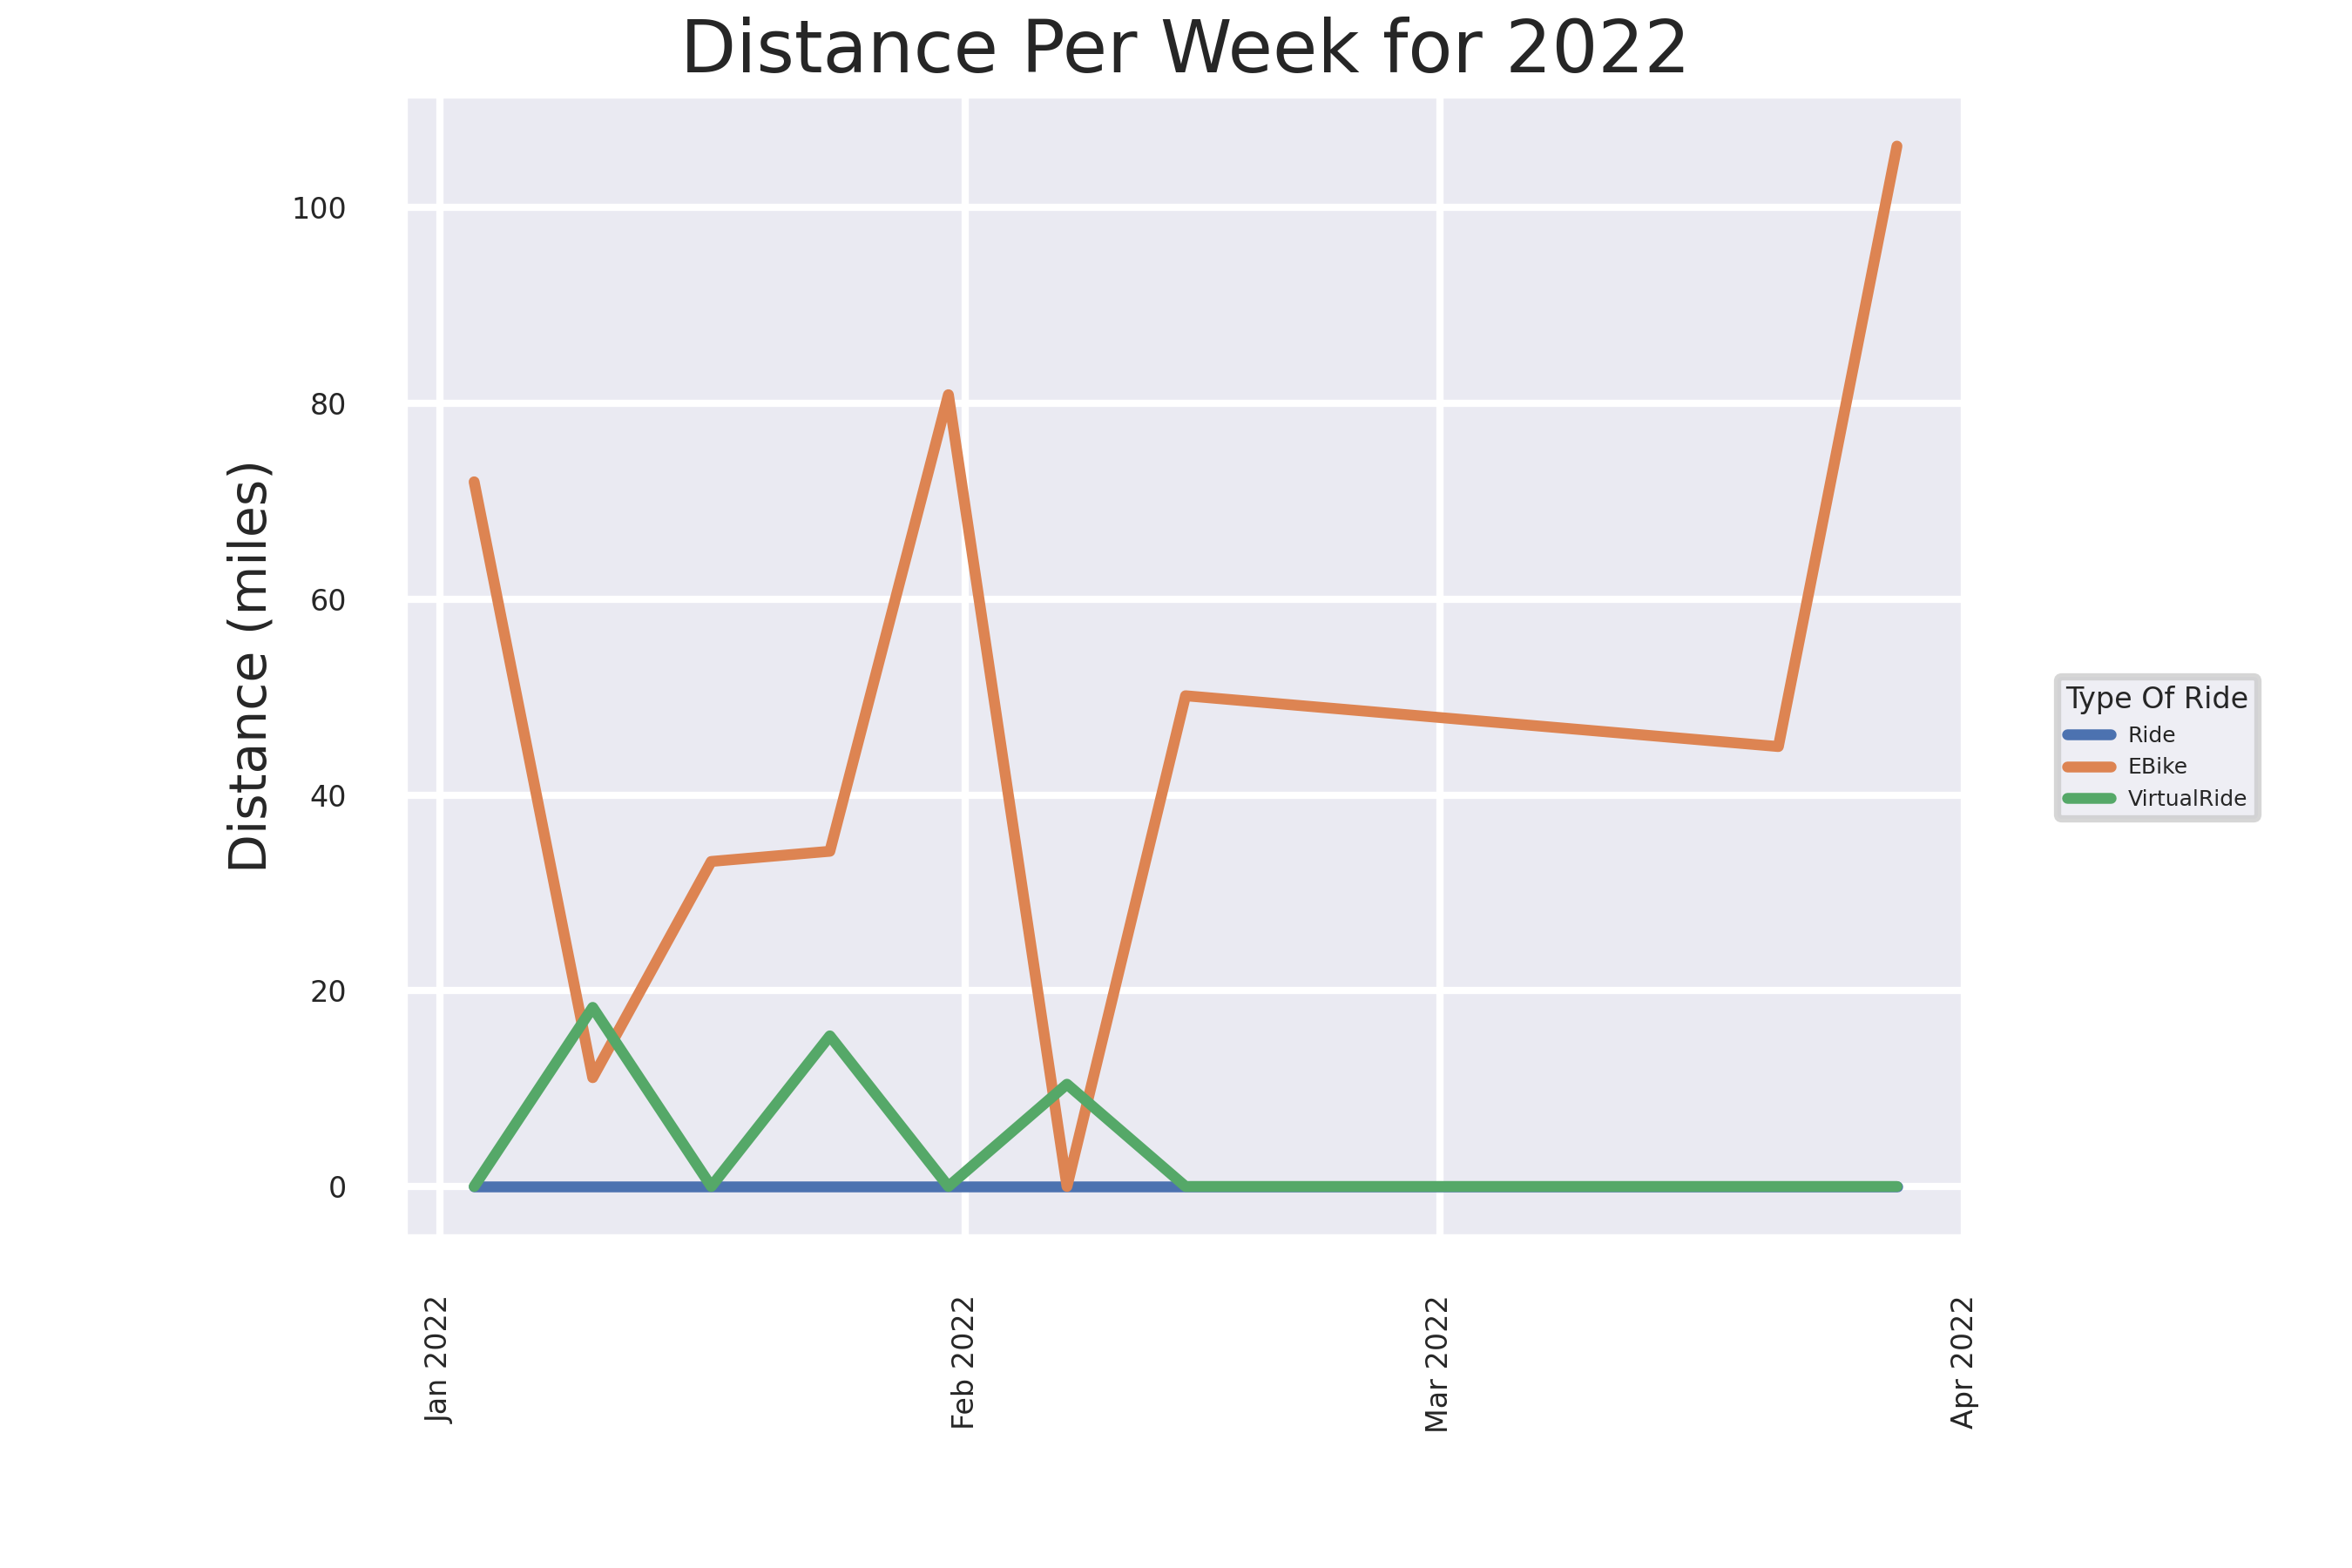 Distance Per Week for 2022
Distance (miles)
100
80
60
40
20
0
Jan 2022
Feb 2022
Mar 2022
Apr 2022
Type Of Ride
Ride
EBike
VirtualRide